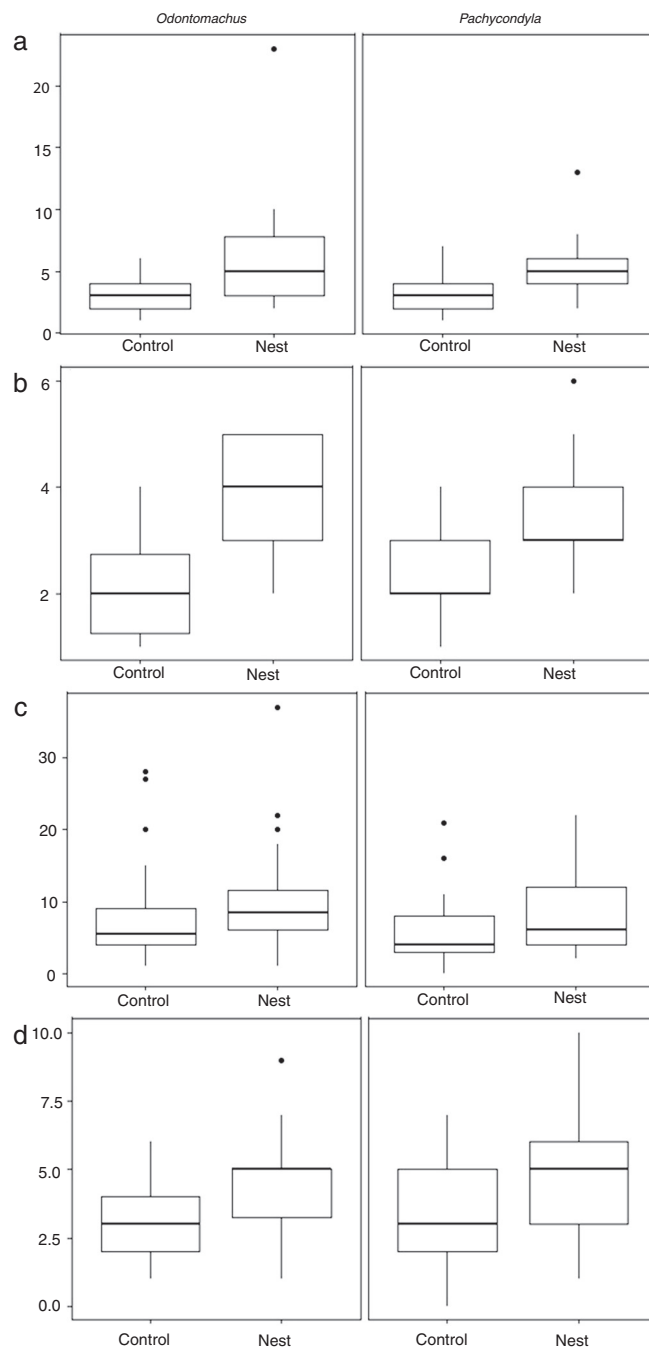 Odontomachus Pachycondyla
a
20
15
10
5
0
Control Nest Control Nest
b
6
4
2
Control Nest Control Nest
c
30
20
10
0
Control Nest Control Nest
d
10.0
7.5
5.0
2.5
0.0
Control Nest Control Nest